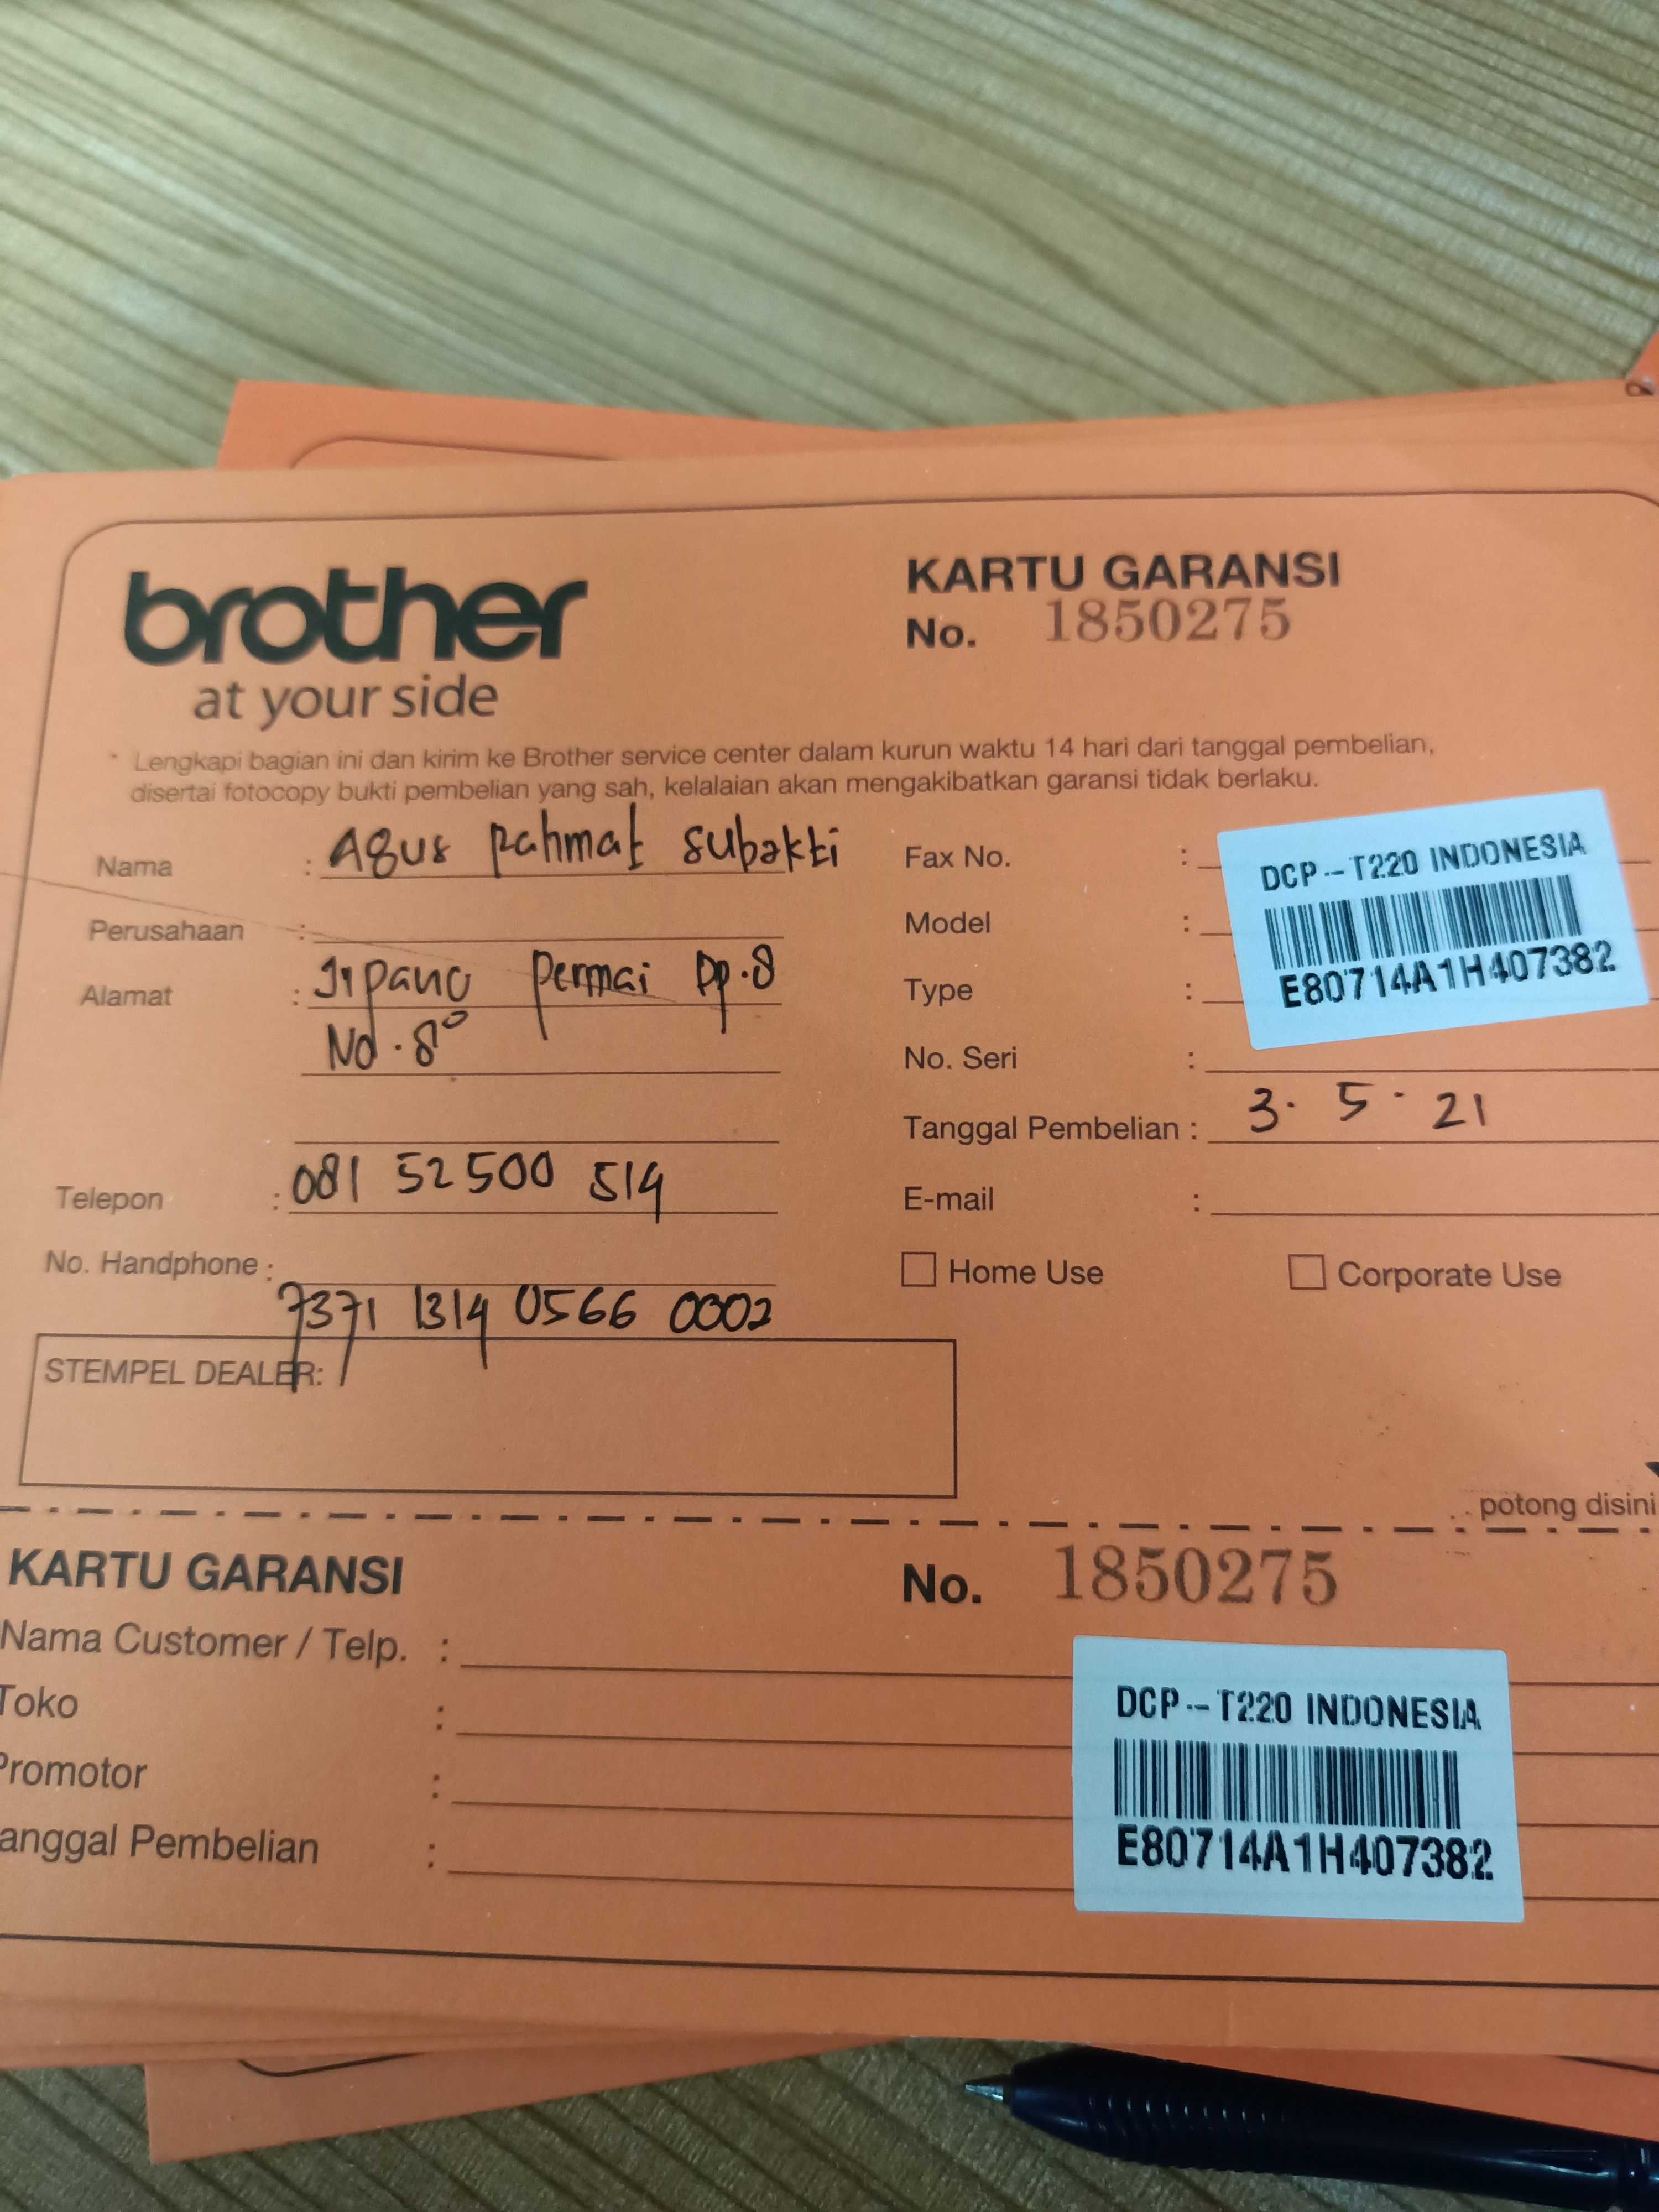 brother
at your side
KARTU GARANSI
No. 1850275
* Lengkapi bagian ini dan kirim ke Brother service center dalam kurun waktu 14 hari dari tanggal pembelian,
disertai fotocopy bukti pembelian yang sah, kelalaian akan mengakibatkan garansi tidak berlaku.
Nama : Agus Rahmat Subakti
Perusahaan :
Alamat : Jipang Permai pp.8
No. 8
Telepon : 081 52500 514
No. Handphone :
7371 1314 0566 0002
STEMPEL DEALER:
Fax No. :
Model :
Type :
No. Seri :
DCP-T220 INDONESIA
E80714A1H407382
Tanggal Pembelian : 3. 5 . 21
E-mail :
Home Use Corporate Use
potong disini
KARTU GARANSI No. 1850275
Nama Customer / Telp. :
Toko :
Promotor :
anggal Pembelian :
DCP-T220 INDONESIA
E80714A1H407382